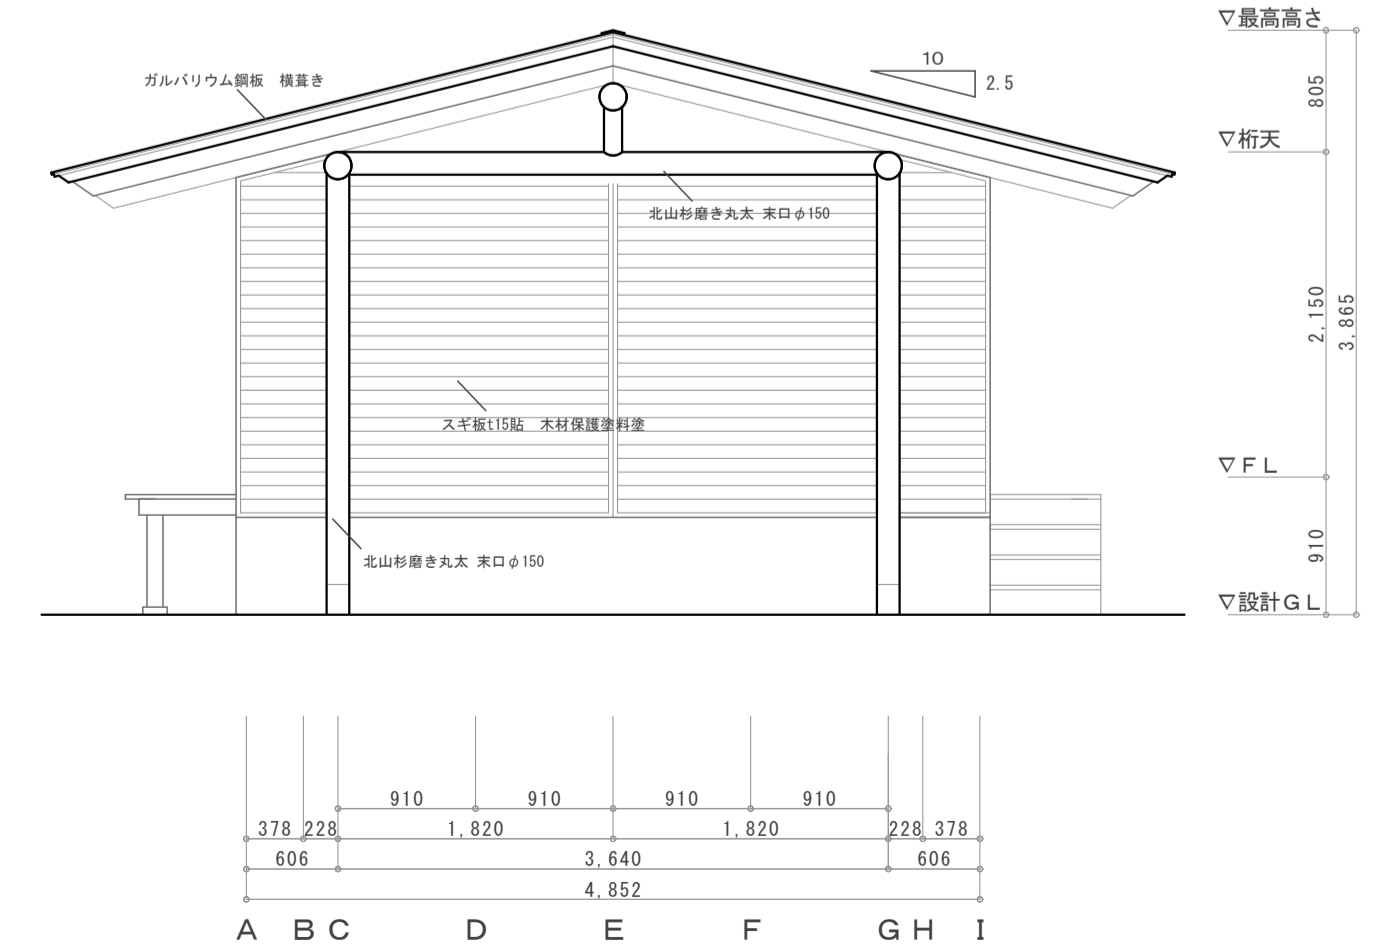 ▽最高高さ
ガルバリウム鋼板　横葺き
10
2.5
805
▽桁天
北山杉磨き丸太 末口φ150
2,150
3,865
スギ板t15貼　木材保護塗料塗
▽ＦＬ
北山杉磨き丸太 末口φ150
910
▽設計ＧＬ
910 910 910 910
378 228 1,820 1,820 228 378
606 3,640 606
4,852
A B C D E F G H I